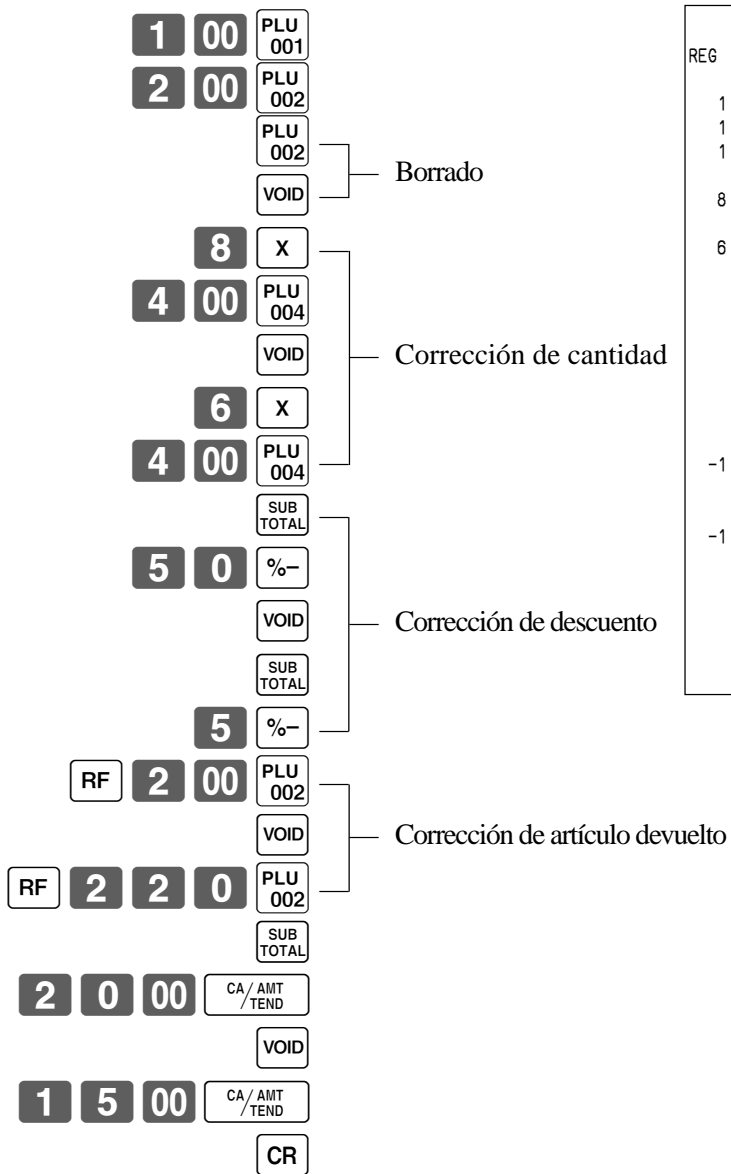 1 00 PLU 001
2 00 PLU 002
PLU 002
VOID
Borrado
8 X
4 00 PLU 004
VOID
Corrección de cantidad
6 X
4 00 PLU 004
SUB TOTAL
5 0 %−
VOID
Corrección de descuento
SUB TOTAL
5 %−
RF 2 00 PLU 002
VOID
Corrección de artículo devuelto
RF 2 2 0 PLU 002
SUB TOTAL
2 0 00 CA/AMT TEND
VOID
1 5 00 CA/AMT TEND
CR
REG
1
1
1
8
6
-1
-1